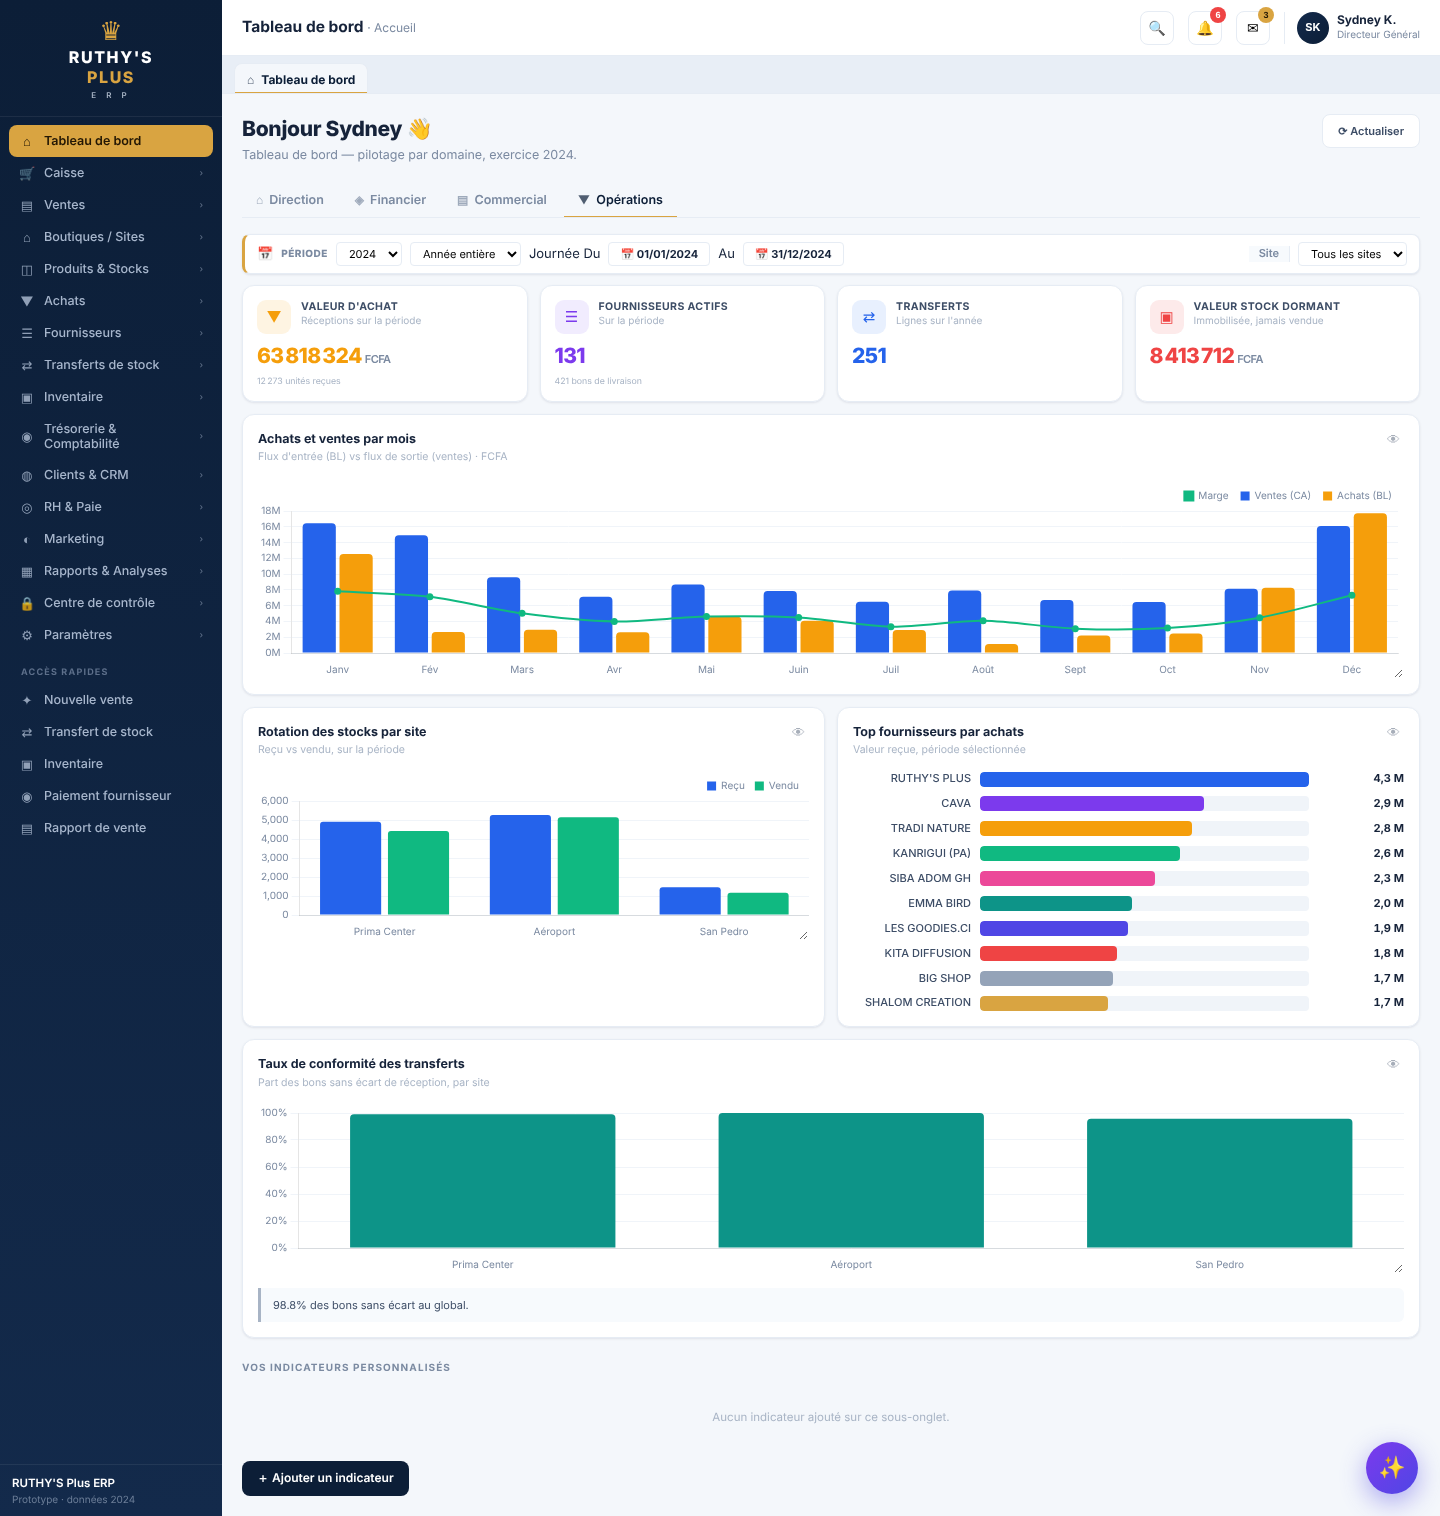 RUTHY'S
PLUS
E R P
Tableau de bord
Caisse
Ventes
Boutiques / Sites
Produits & Stocks
Achats
Fournisseurs
Transferts de stock
Inventaire
Trésorerie &
Comptabilité
Clients & CRM
RH & Paie
Marketing
Rapports & Analyses
Centre de contrôle
Paramètres
ACCÈS RAPIDES
Nouvelle vente
Transfert de stock
Inventaire
Paiement fournisseur
Rapport de vente
RUTHY'S Plus ERP
Prototype · données 2024
Tableau de bord · Accueil
6
3
SK
Sydney K.
Directeur Général
Tableau de bord
Bonjour Sydney 👋
Tableau de bord — pilotage par domaine, exercice 2024.
⟳ Actualiser
Direction
Financier
Commercial
Opérations
PÉRIODE 2024 Année entière Journée Du 01/01/2024 Au 31/12/2024 Site Tous les sites
VALEUR D'ACHAT
Réceptions sur la période
63 818 324 FCFA
12 273 unités reçues
FOURNISSEURS ACTIFS
Sur la période
131
421 bons de livraison
TRANSFERTS
Lignes sur l'année
251
VALEUR STOCK DORMANT
Immobilisée, jamais vendue
8 413 712 FCFA
Achats et ventes par mois
Flux d'entrée (BL) vs flux de sortie (ventes) · FCFA
Marge Ventes (CA) Achats (BL)
18M
16M
14M
12M
10M
8M
6M
4M
2M
0M
Janv Fév Mars Avr Mai Juin Juil Août Sept Oct Nov Déc
Rotation des stocks par site
Reçu vs vendu, sur la période
Reçu Vendu
6,000
5,000
4,000
3,000
2,000
1,000
0
Prima Center Aéroport San Pedro
Top fournisseurs par achats
Valeur reçue, période sélectionnée
RUTHY'S PLUS 4,3 M
CAVA 2,9 M
TRADI NATURE 2,8 M
KANRIGUI (PA) 2,6 M
SIBA ADOM GH 2,3 M
EMMA BIRD 2,0 M
LES GOODIES.CI 1,9 M
KITA DIFFUSION 1,8 M
BIG SHOP 1,7 M
SHALOM CREATION 1,7 M
Taux de conformité des transferts
Part des bons sans écart de réception, par site
100%
80%
60%
40%
20%
0%
Prima Center Aéroport San Pedro
98.8% des bons sans écart au global.
VOS INDICATEURS PERSONNALISÉS
Aucun indicateur ajouté sur ce sous-onglet.
+ Ajouter un indicateur